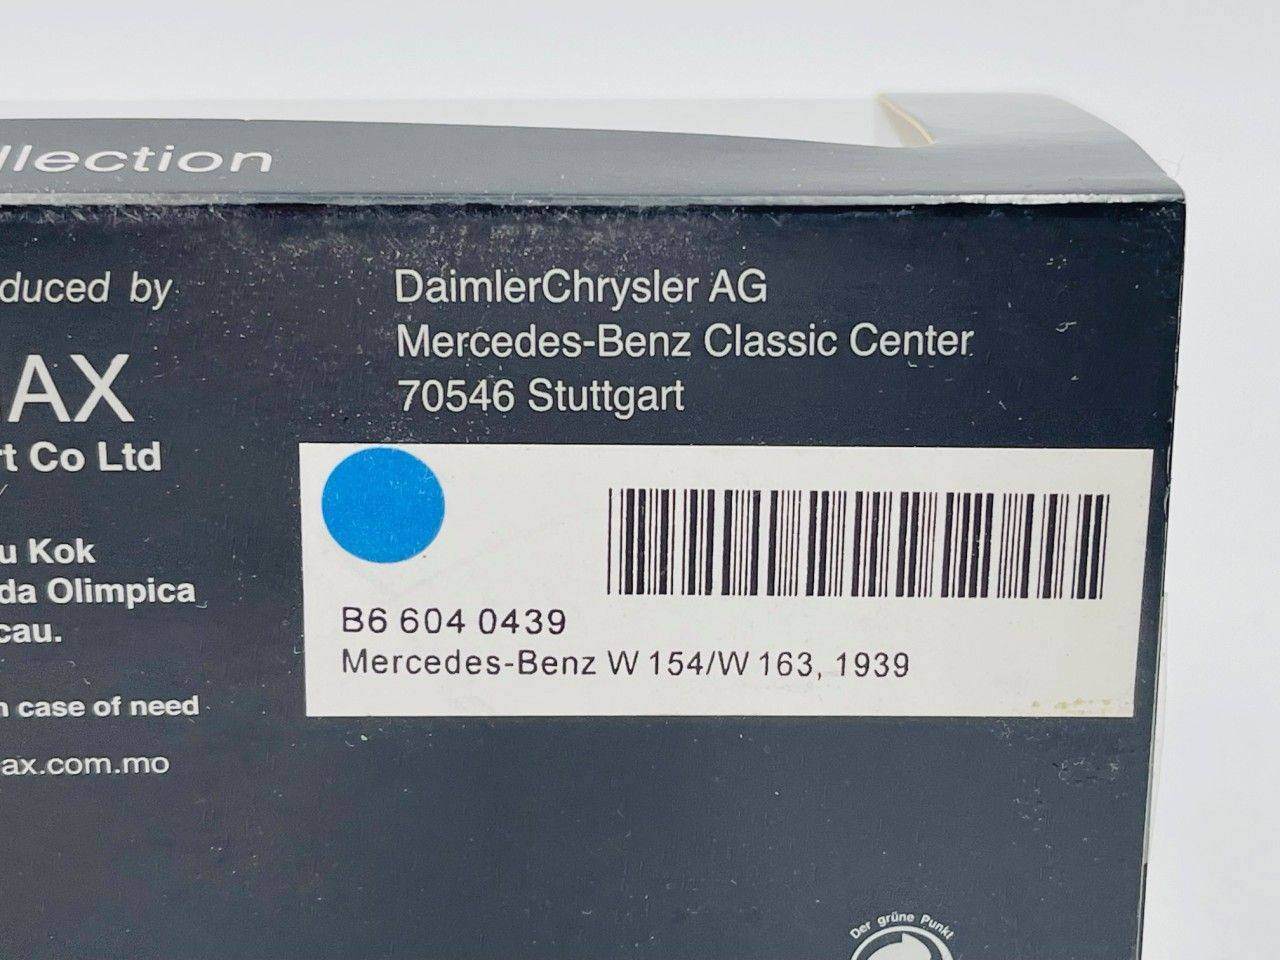 llection
duced by
AX
rt Co Ltd
u Kok
da Olimpica
cau.
n case of need
ax.com.mo
DaimlerChrysler AG
Mercedes-Benz Classic Center
70546 Stuttgart
B6 604 0439
Mercedes-Benz W 154/W 163, 1939
Der grüne Punkt